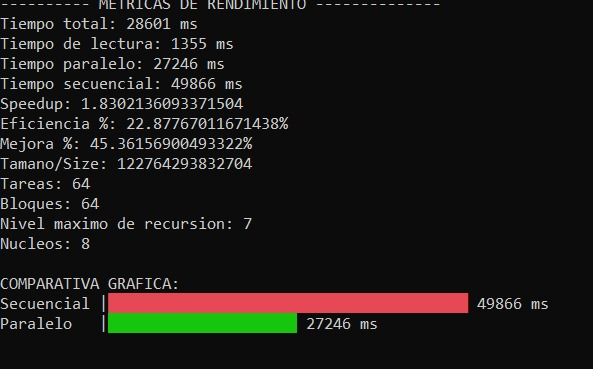 ---------- METRICAS DE RENDIMIENTO --------------
Tiempo total: 28601 ms
Tiempo de lectura: 1355 ms
Tiempo paralelo: 27246 ms
Tiempo secuencial: 49866 ms
Speedup: 1.8302136093371504
Eficiencia %: 22.87767011671438%
Mejora %: 45.36156900493322%
Tamano/Size: 122764293832704
Tareas: 64
Bloques: 64
Nivel maximo de recursion: 7
Nucleos: 8
COMPARATIVA GRAFICA:
Secuencial | 49866 ms
Paralelo | 27246 ms